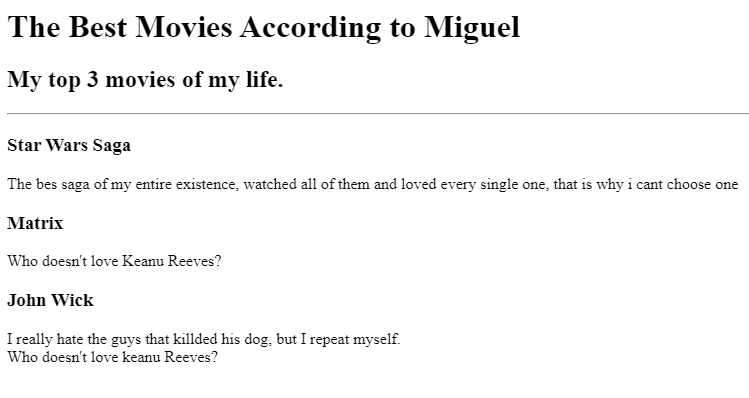 The Best Movies According to Miguel
My top 3 movies of my life.
Star Wars Saga
The bes saga of my entire existence, watched all of them and loved every single one, that is why i cant choose one
Matrix
Who doesn't love Keanu Reeves?
John Wick
I really hate the guys that killded his dog, but I repeat myself.
Who doesn't love keanu Reeves?